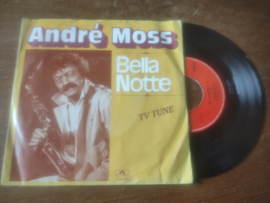 André Moss
Bella
Notte
TV TUNE